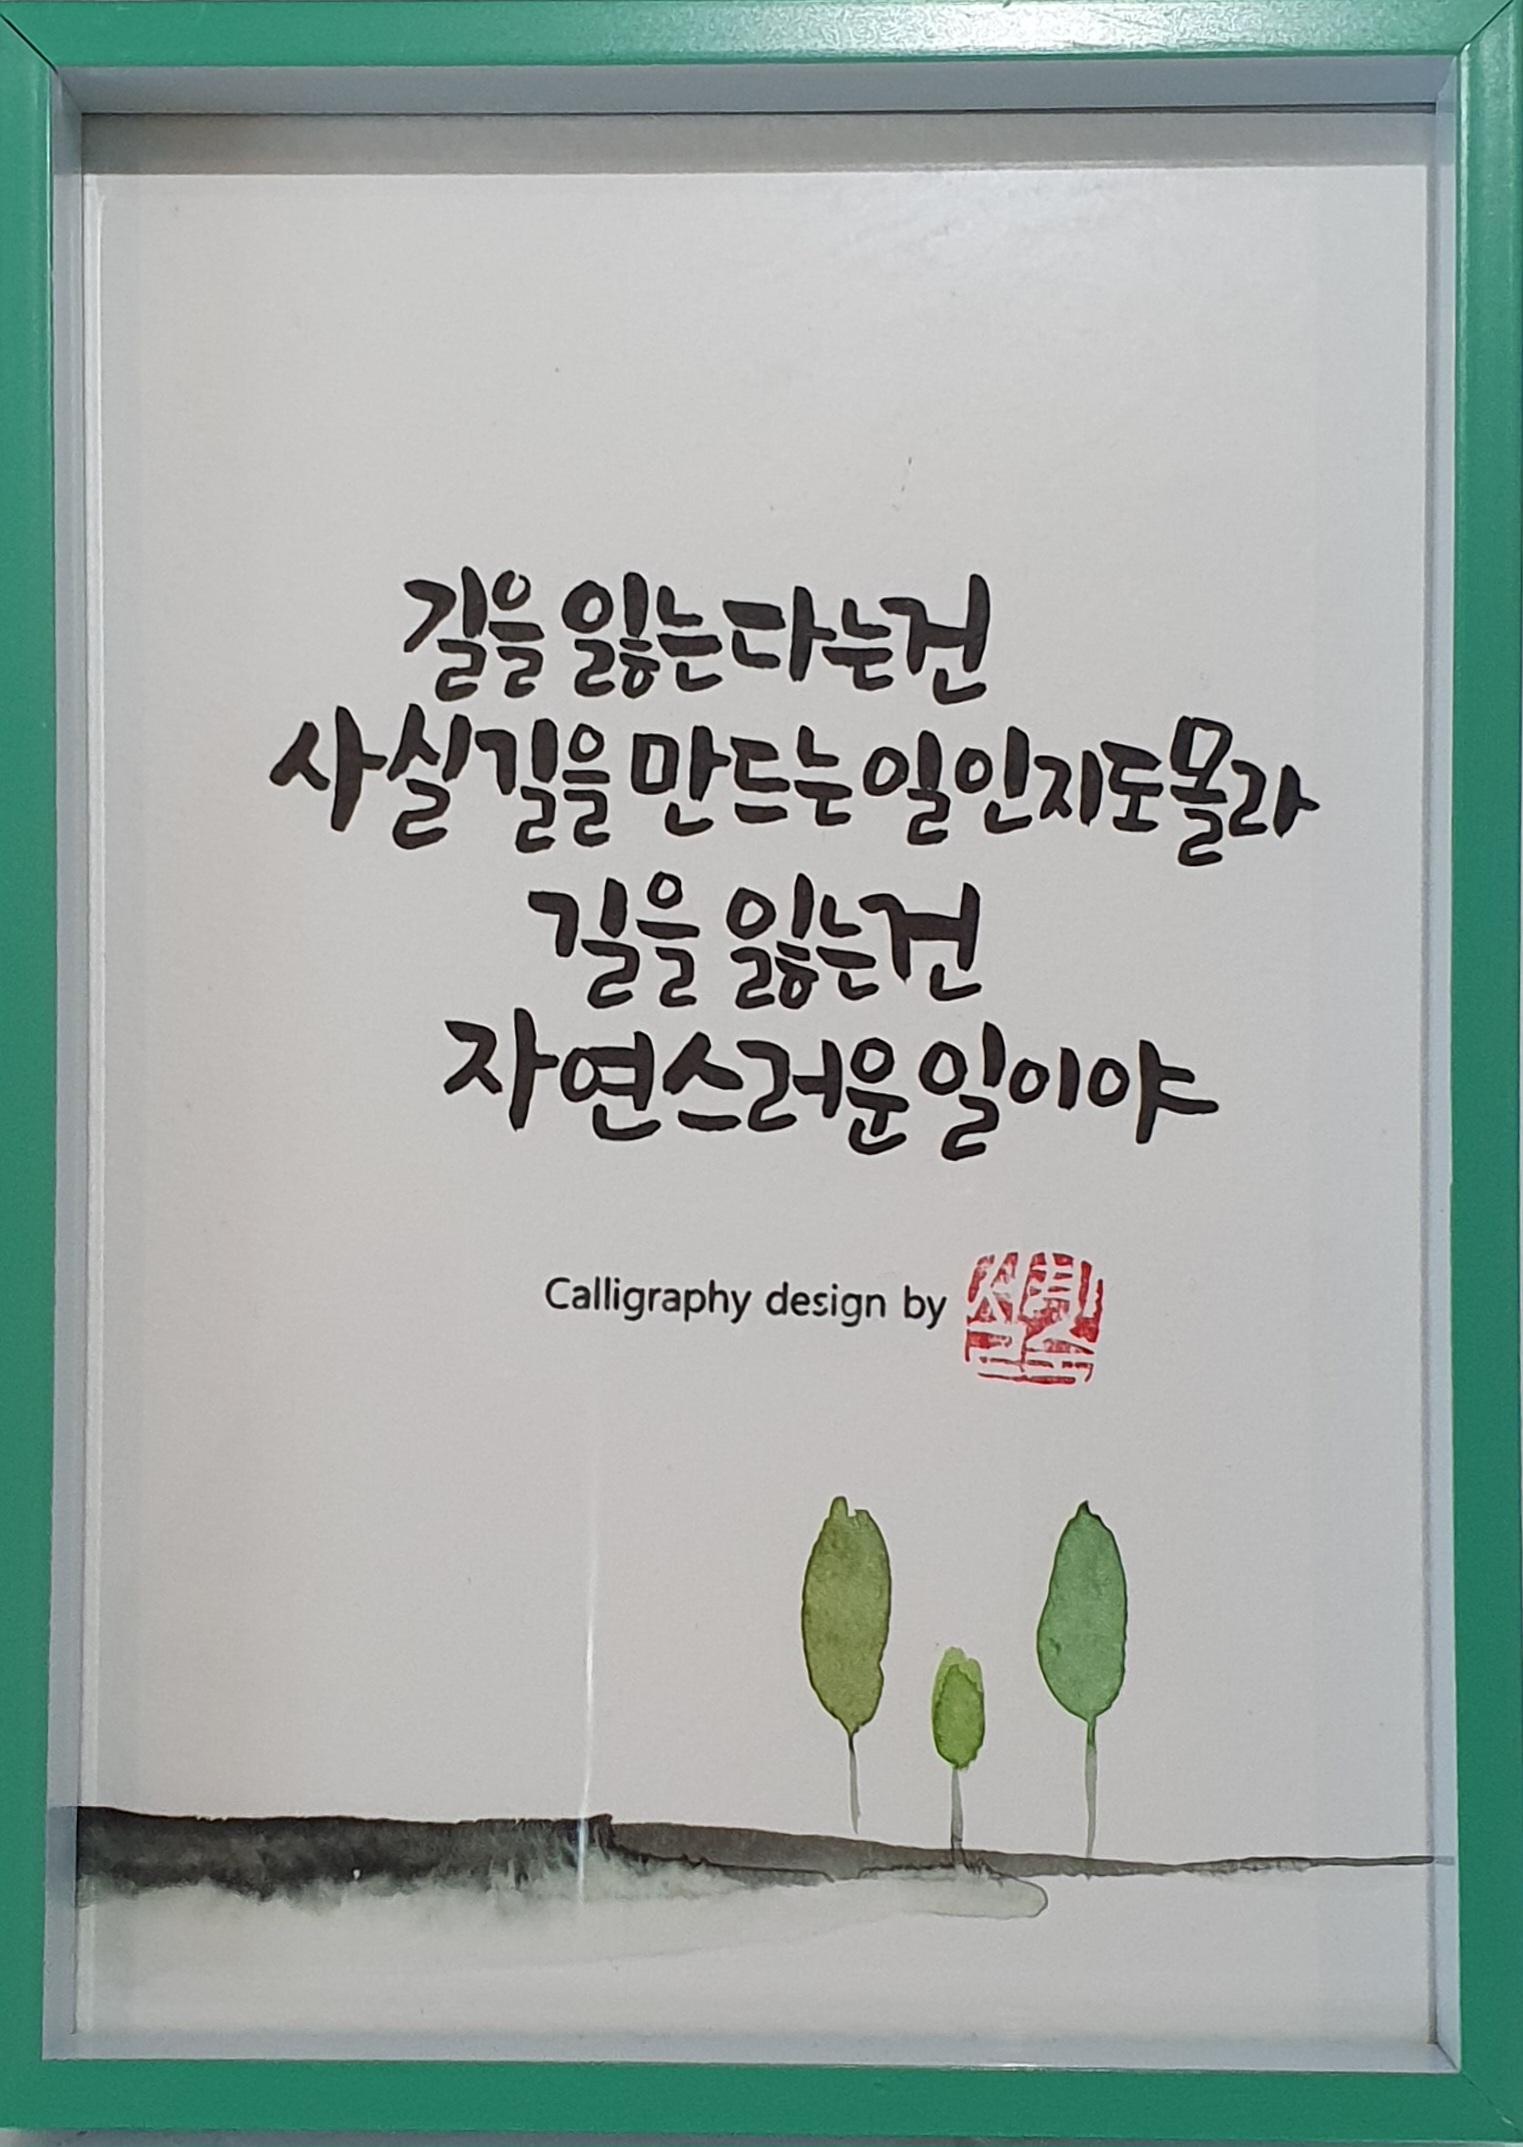 길을 잃는다는건
사실 길을 만드는 일인지도 몰라
길을 잃는건
자연스러운 일이야
Calligraphy design by